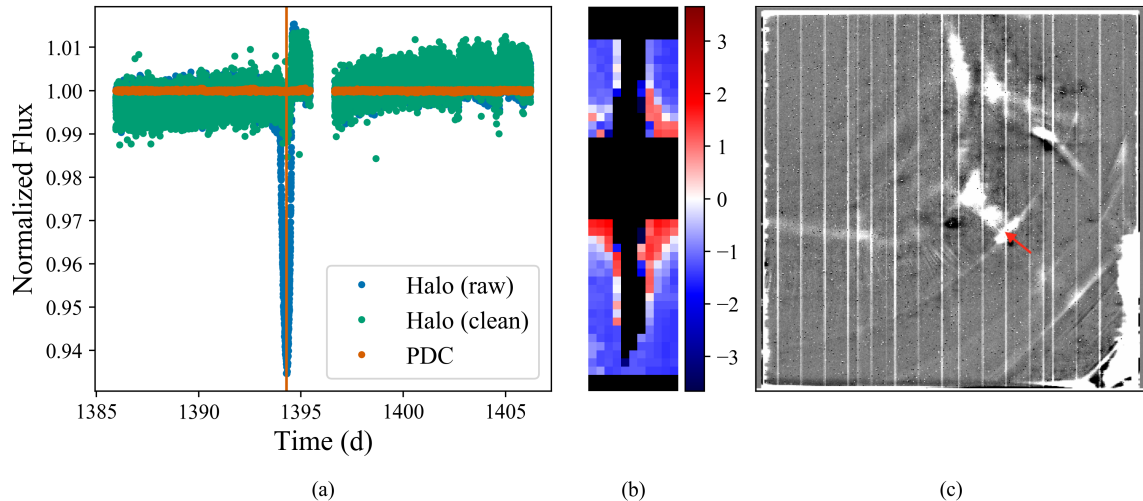 1.01
1.00
0.99
0.98
0.97
0.96
0.95
0.94
Normalized Flux
Halo (raw)
Halo (clean)
PDC
1385
1390
1395
1400
1405
Time (d)
3
2
1
0
−1
−2
−3
(a)
(b)
(c)